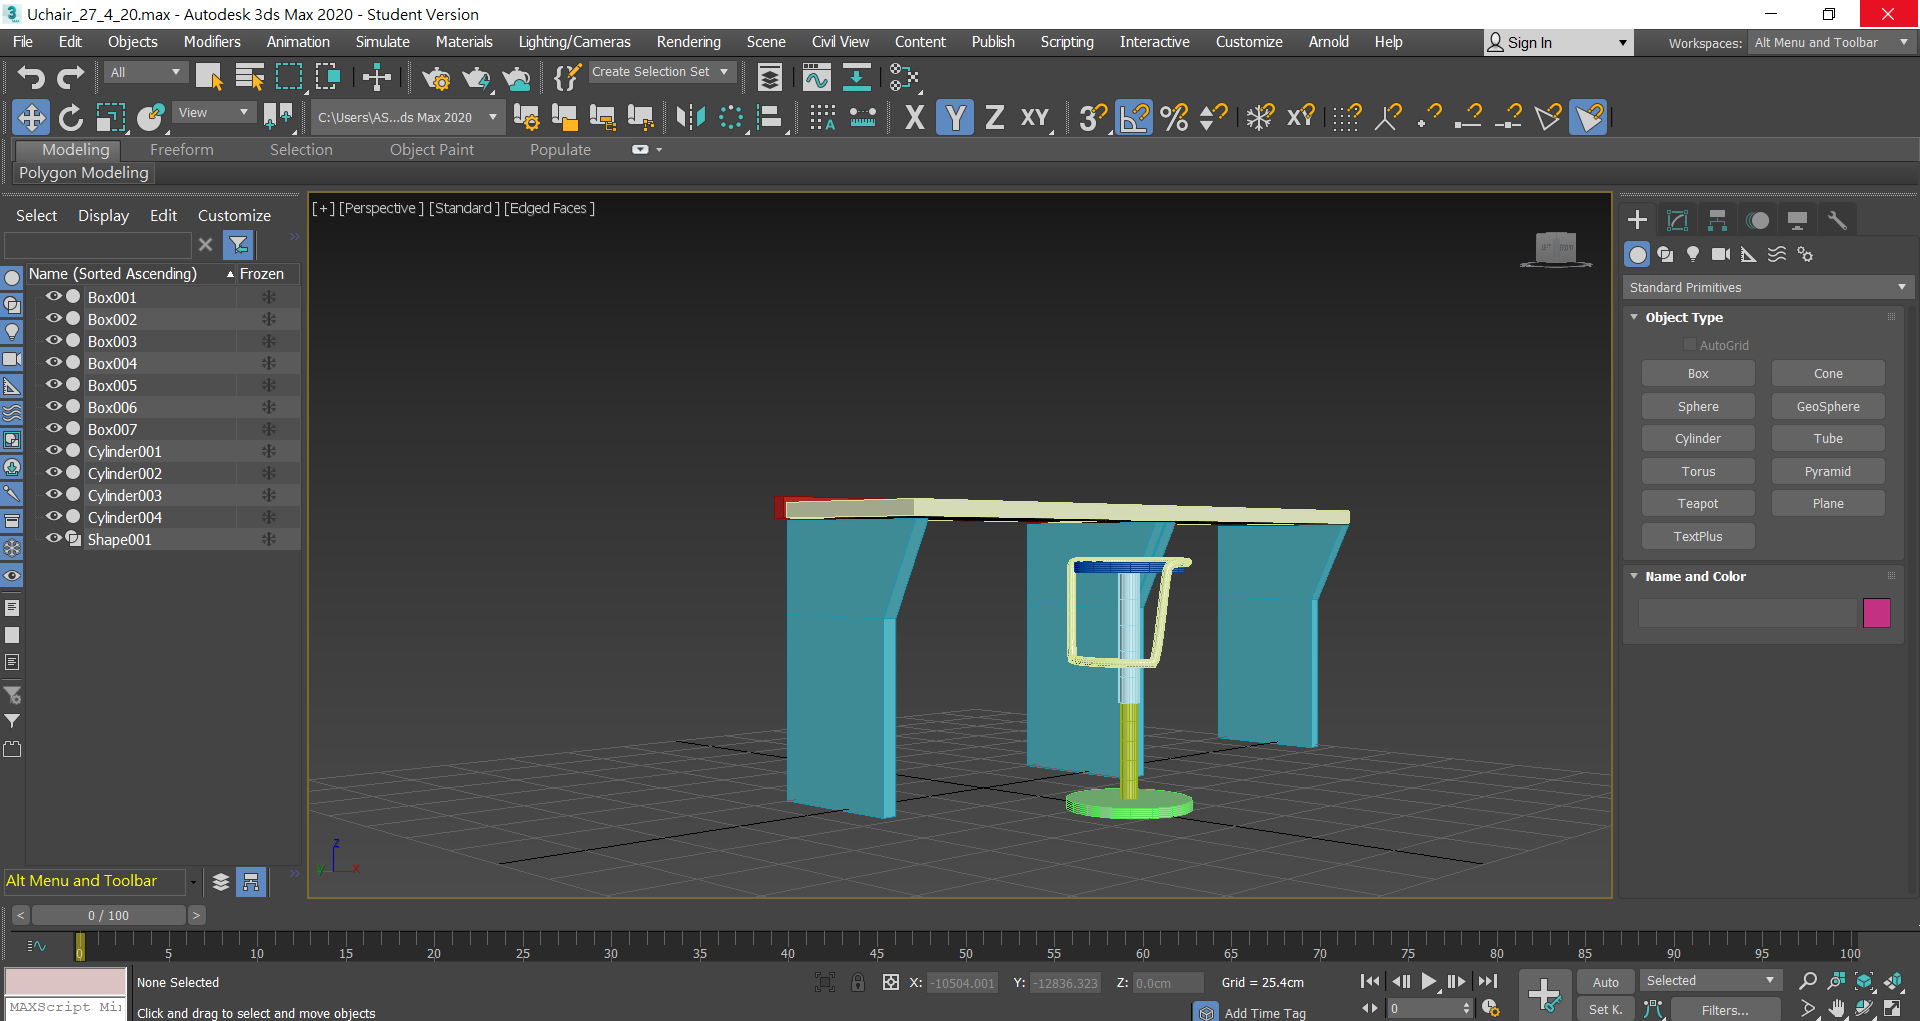 Uchair_27_4_20.max - Autodesk 3ds Max 2020 - Student Version
File Edit Objects Modifiers Animation Simulate Materials Lighting/Cameras Rendering Scene Civil View Content Publish Scripting Interactive Customize Arnold Help Sign In Workspaces: Alt Menu and Toolbar
All Create Selection Set
View C:\Users\AS...ds Max 2020 A X Y Z XY 3 XY
Modeling Freeform Selection Object Paint Populate
Polygon Modeling
Select Display Edit Customize
[+] [Perspective ] [Standard ] [Edged Faces ]
Name (Sorted Ascending) Frozen
Box001
Box002
Box003
Box004
Box005
Box006
Box007
Cylinder001
Cylinder002
Cylinder003
Cylinder004
Shape001
z
y x
Standard Primitives
Object Type
AutoGrid
Box Cone
Sphere GeoSphere
Cylinder Tube
Torus Pyramid
Teapot Plane
TextPlus
Name and Color
Alt Menu and Toolbar
< 0 / 100 >
0 5 10 15 20 25 30 35 40 45 50 55 60 65 70 75 80 85 90 95 100
None Selected X: -10504.001 Y: -12836.323 Z: 0.0cm Grid = 25.4cm Auto Selected
MAXScript Mi
Click and drag to select and move objects Add Time Tag 0 Set K. Filters...